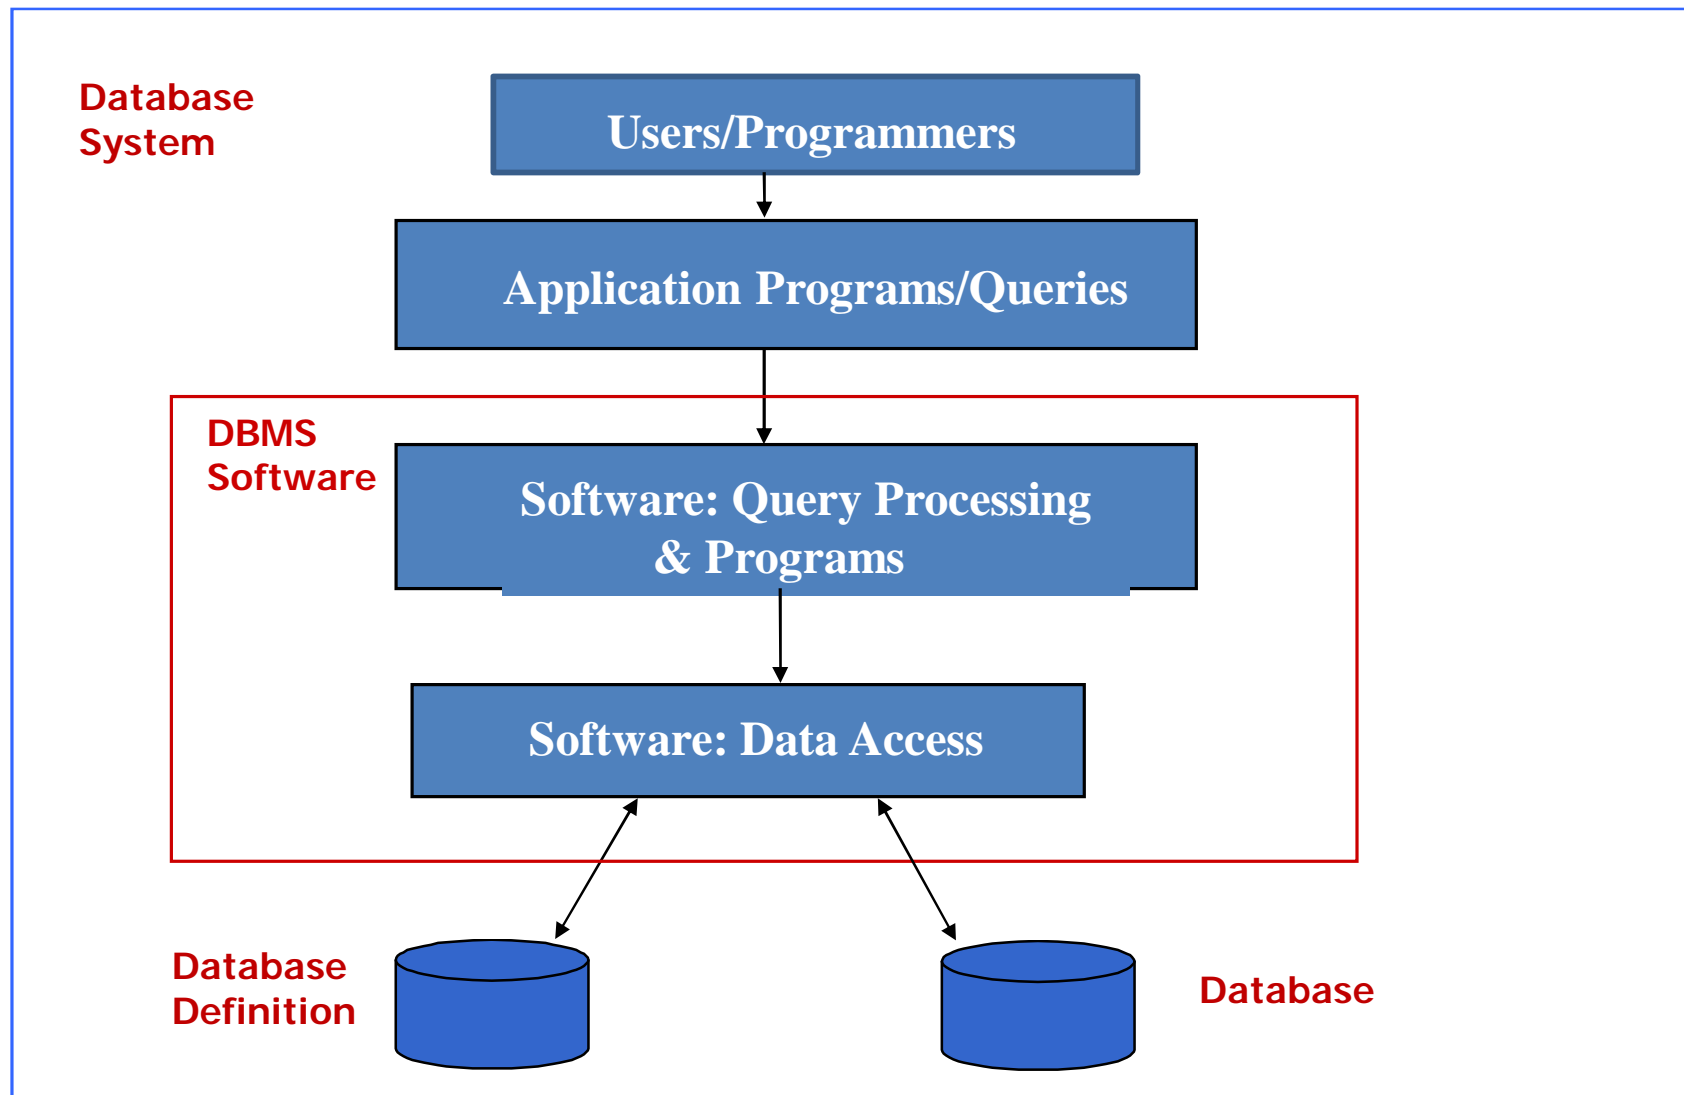 Database
System
Users/Programmers
Application Programs/Queries
DBMS
Software
Software: Query Processing
& Programs
Software: Data Access
Database
Definition
Database